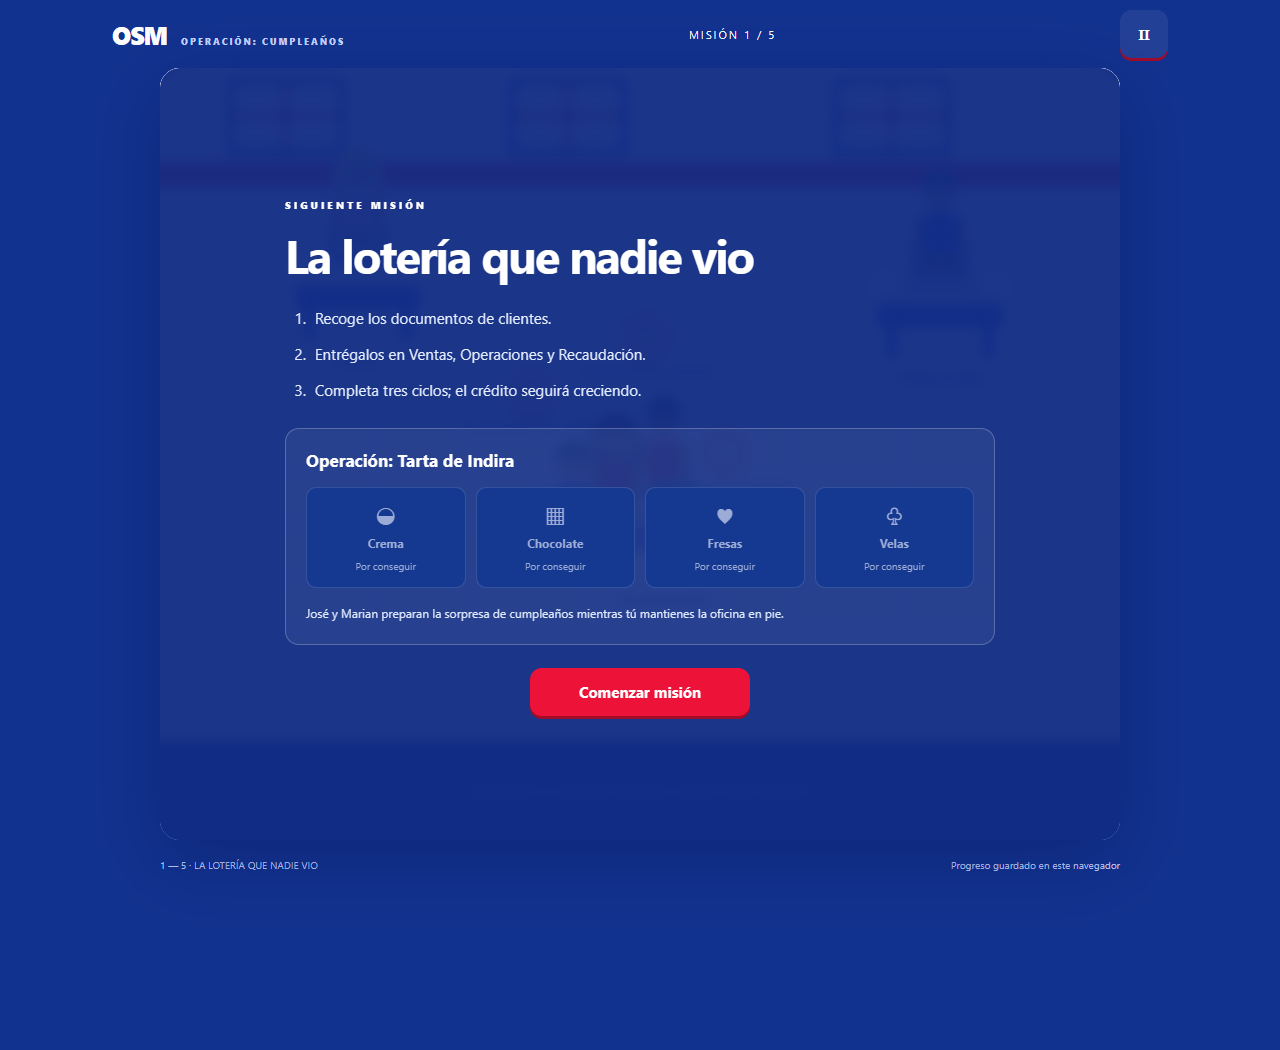 OSM OPERACIÓN: CUMPLEAÑOS MISIÓN 1 / 5 II
SIGUIENTE MISIÓN
La lotería que nadie vio
1. Recoge los documentos de clientes.
2. Entrégalos en Ventas, Operaciones y Recaudación.
3. Completa tres ciclos; el crédito seguirá creciendo.
Operación: Tarta de Indira
Crema Chocolate Fresas Velas
Por conseguir Por conseguir Por conseguir Por conseguir
José y Marian preparan la sorpresa de cumpleaños mientras tú mantienes la oficina en pie.
Comenzar misión
1 — 5 · LA LOTERÍA QUE NADIE VIO Progreso guardado en este navegador